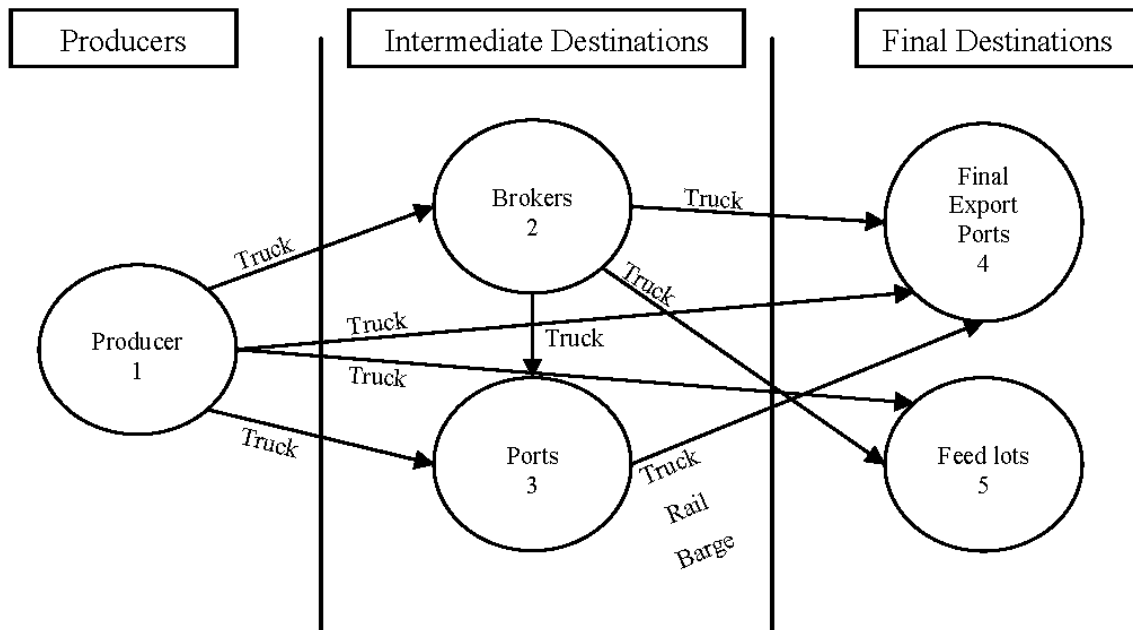 Producers
Intermediate Destinations
Final Destinations
Producer
1
Truck
Truck
Truck
Truck
Brokers
2
Truck
Truck
Truck
Ports
3
Truck
Rail
Barge
Final
Export
Ports
4
Feed lots
5